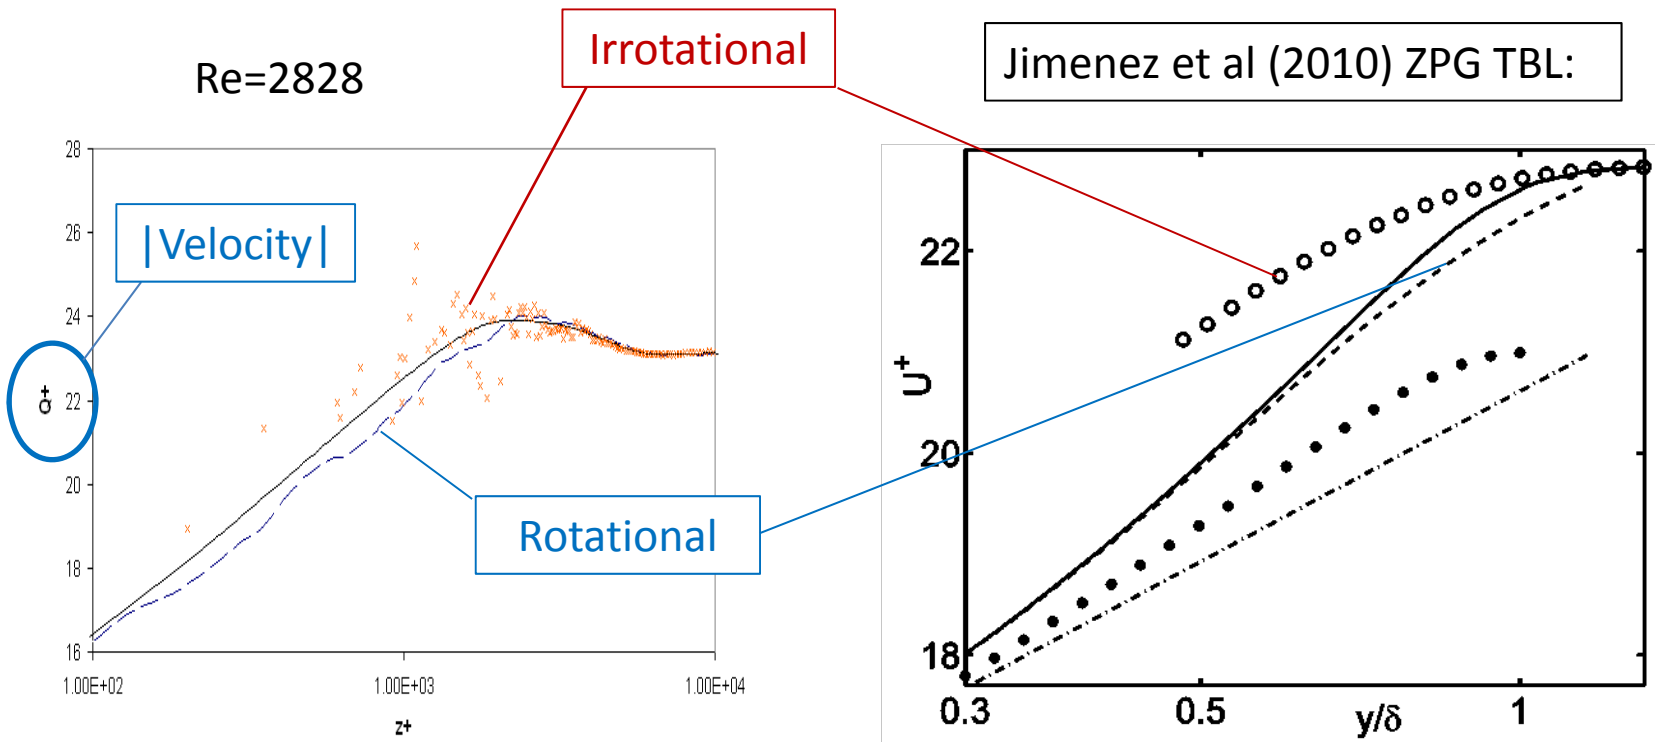 Re=2828
Irrotational
Jimenez et al (2010) ZPG TBL:
|Velocity|
Rotational
28
26
24
22
20
18
16
Q+
1.00E+02
1.00E+03
1.00E+04
z+
22
20
18
U+
0.3
0.5
y/δ
1